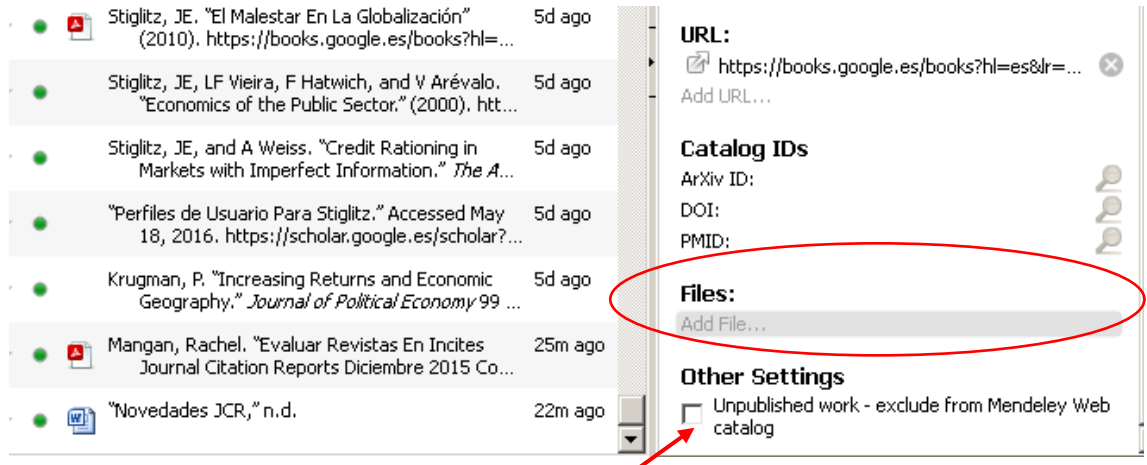 Stiglitz, JE. "El Malestar En La Globalización" 5d ago
(2010). https://books.google.es/books?hl=...
Stiglitz, JE, LF Vieira, F Hatwich, and V Arévalo. 5d ago
"Economics of the Public Sector." (2000). htt...
Stiglitz, JE, and A Weiss. "Credit Rationing in 5d ago
Markets with Imperfect Information." The A...
"Perfiles de Usuario Para Stiglitz." Accessed May 5d ago
18, 2016. https://scholar.google.es/scholar?...
Krugman, P. "Increasing Returns and Economic 5d ago
Geography." Journal of Political Economy 99 ...
Mangan, Rachel. "Evaluar Revistas En Incites 25m ago
Journal Citation Reports Diciembre 2015 Co...
"Novedades JCR," n.d. 22m ago
URL:
https://books.google.es/books?hl=es&lr=...
Add URL...
Catalog IDs
ArXiv ID:
DOI:
PMID:
Files:
Add File...
Other Settings
Unpublished work - exclude from Mendeley Web
catalog